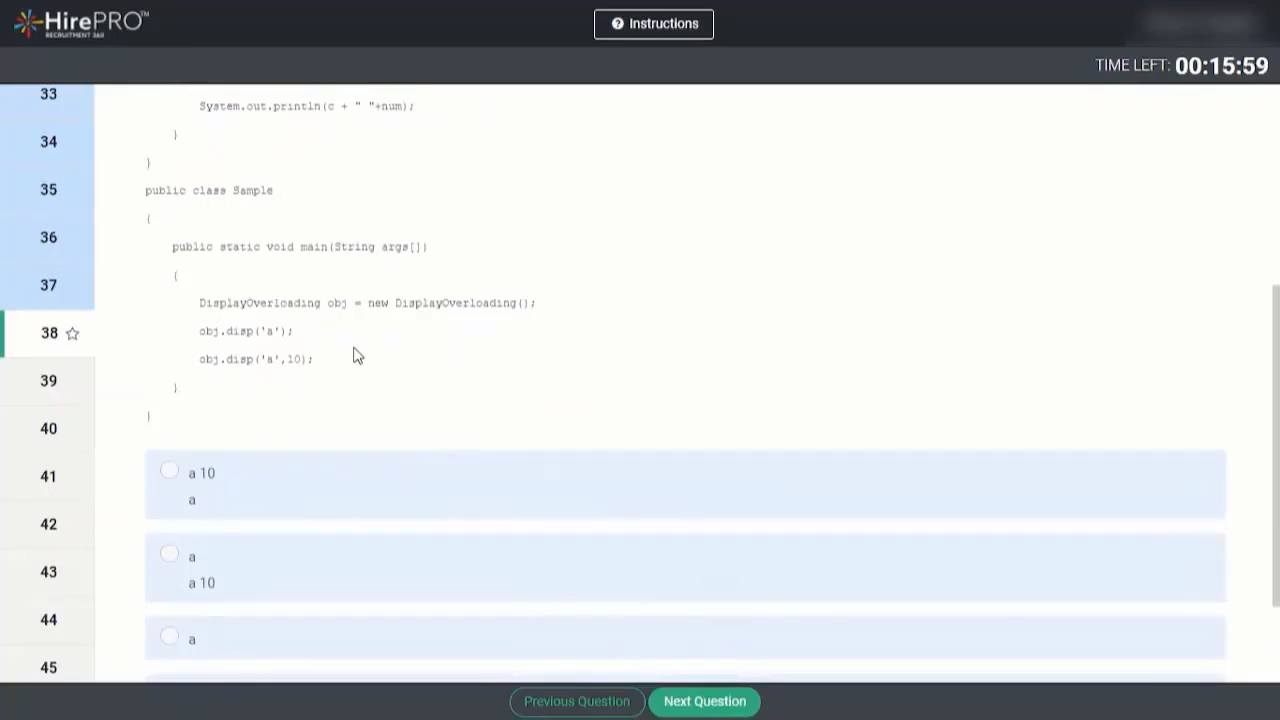 HirePRO™
RECRUITMENT 360
? Instructions
TIME LEFT: 00:15:59
33
34
35
36
37
38
39
40
41
42
43
44
45
System.out.println(c + " "+num);
}
}
public class Sample
{
public static void main(String args[])
{
DisplayOverloading obj = new DisplayOverloading();
obj.disp('a');
obj.disp('a',10);
}
}
a 10
a
a
a 10
a
Previous Question
Next Question